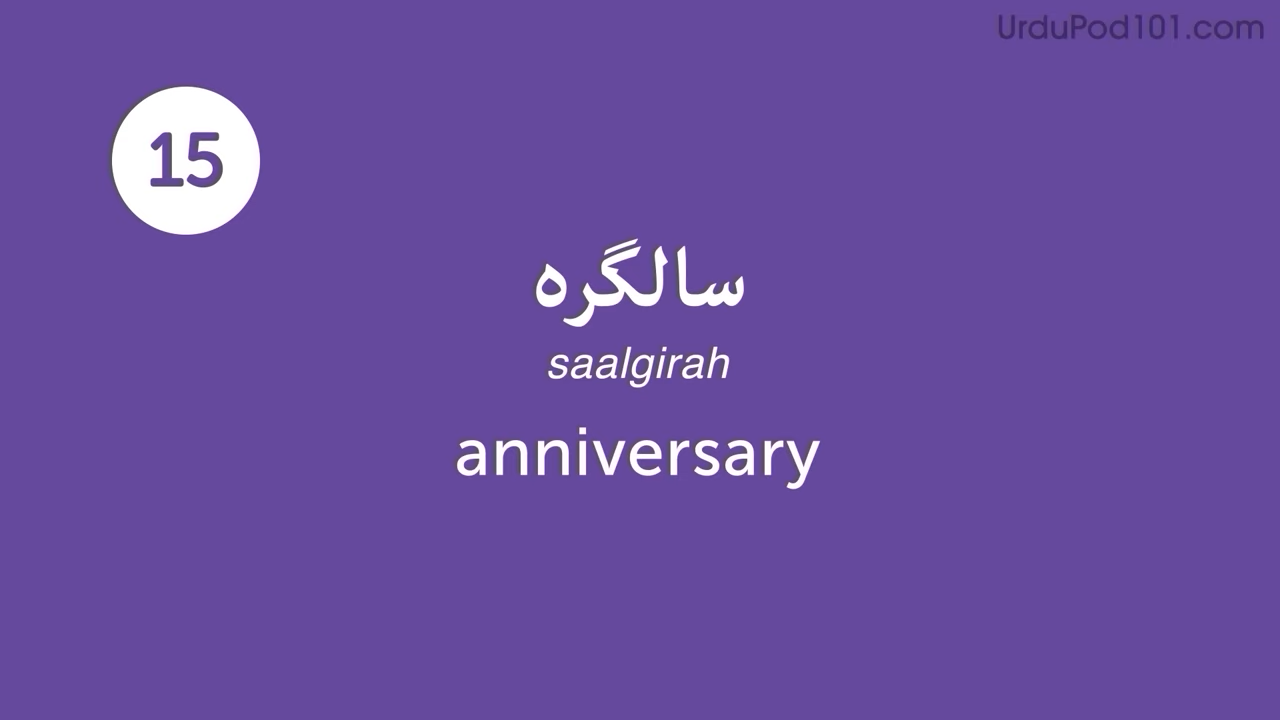 UrduPod101.com
15
سالگرہ
saalgirah
anniversary